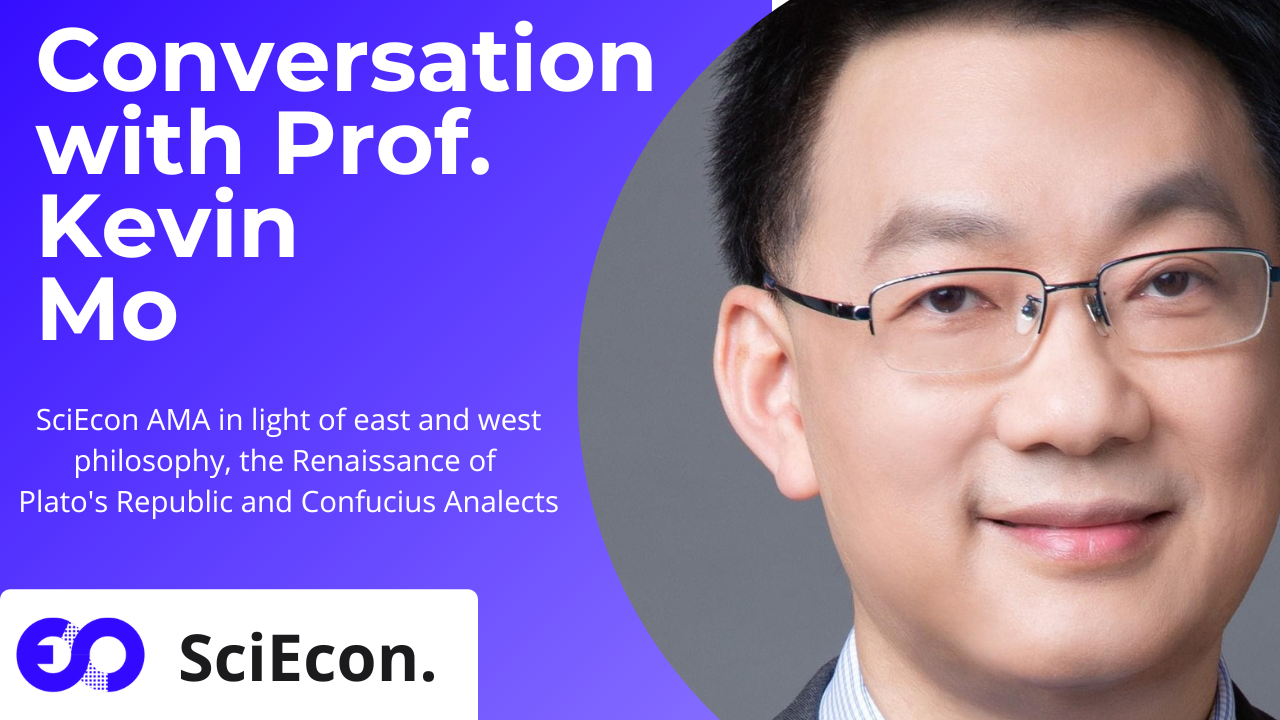 Conversation
with Prof.
Kevin
Mo
SciEcon AMA in light of east and west
philosophy, the Renaissance of
Plato's Republic and Confucius Analects
SciEcon.